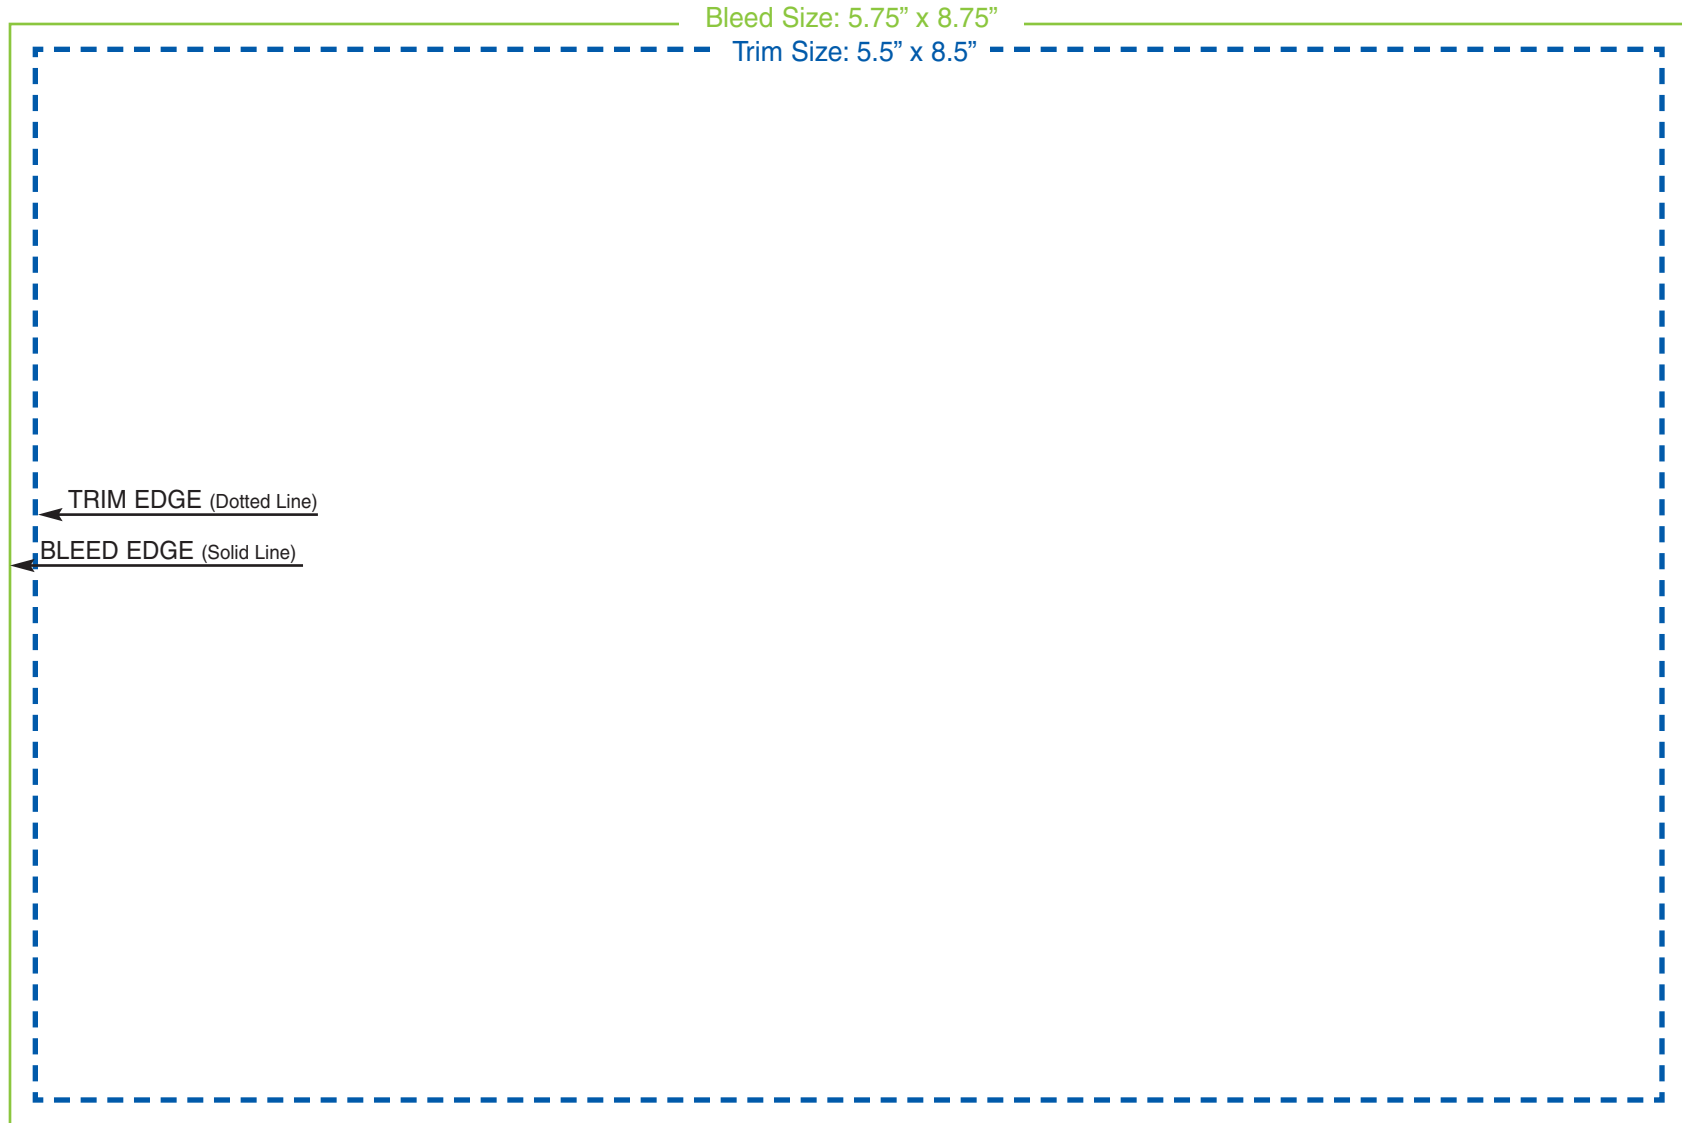 Bleed Size: 5.75” x 8.75”
Trim Size: 5.5” x 8.5”
TRIM EDGE (Dotted Line)
BLEED EDGE (Solid Line)